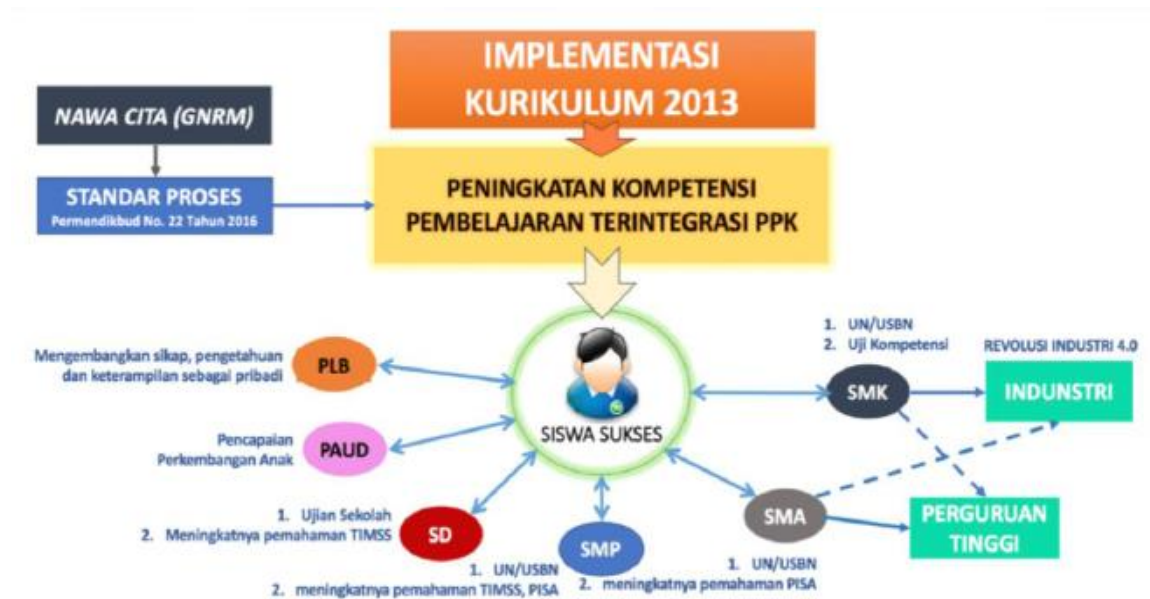 IMPLEMENTASI
KURIKULUM 2013
NAWA CITA (GNRM)
STANDAR PROSES
Permendikbud No. 22 Tahun 2016
PENINGKATAN KOMPETENSI
PEMBELAJARAN TERINTEGRASI PPK
SISWA SUKSES
Mengembangkan sikap, pengetahuan
dan keterampilan sebagai pribadi
PLB
Pencapaian
Perkembangan Anak
PAUD
1. Ujian Sekolah
2. Meningkatnya pemahaman TIMSS
SD
SMP
1. UN/USBN
2. meningkatnya pemahaman TIMSS, PISA
SMA
1. UN/USBN
2. meningkatnya pemahaman PISA
1. UN/USBN
2. Uji Kompetensi
SMK
REVOLUSI INDUSTRI 4.0
INDUNSTRI
PERGURUAN
TINGGI